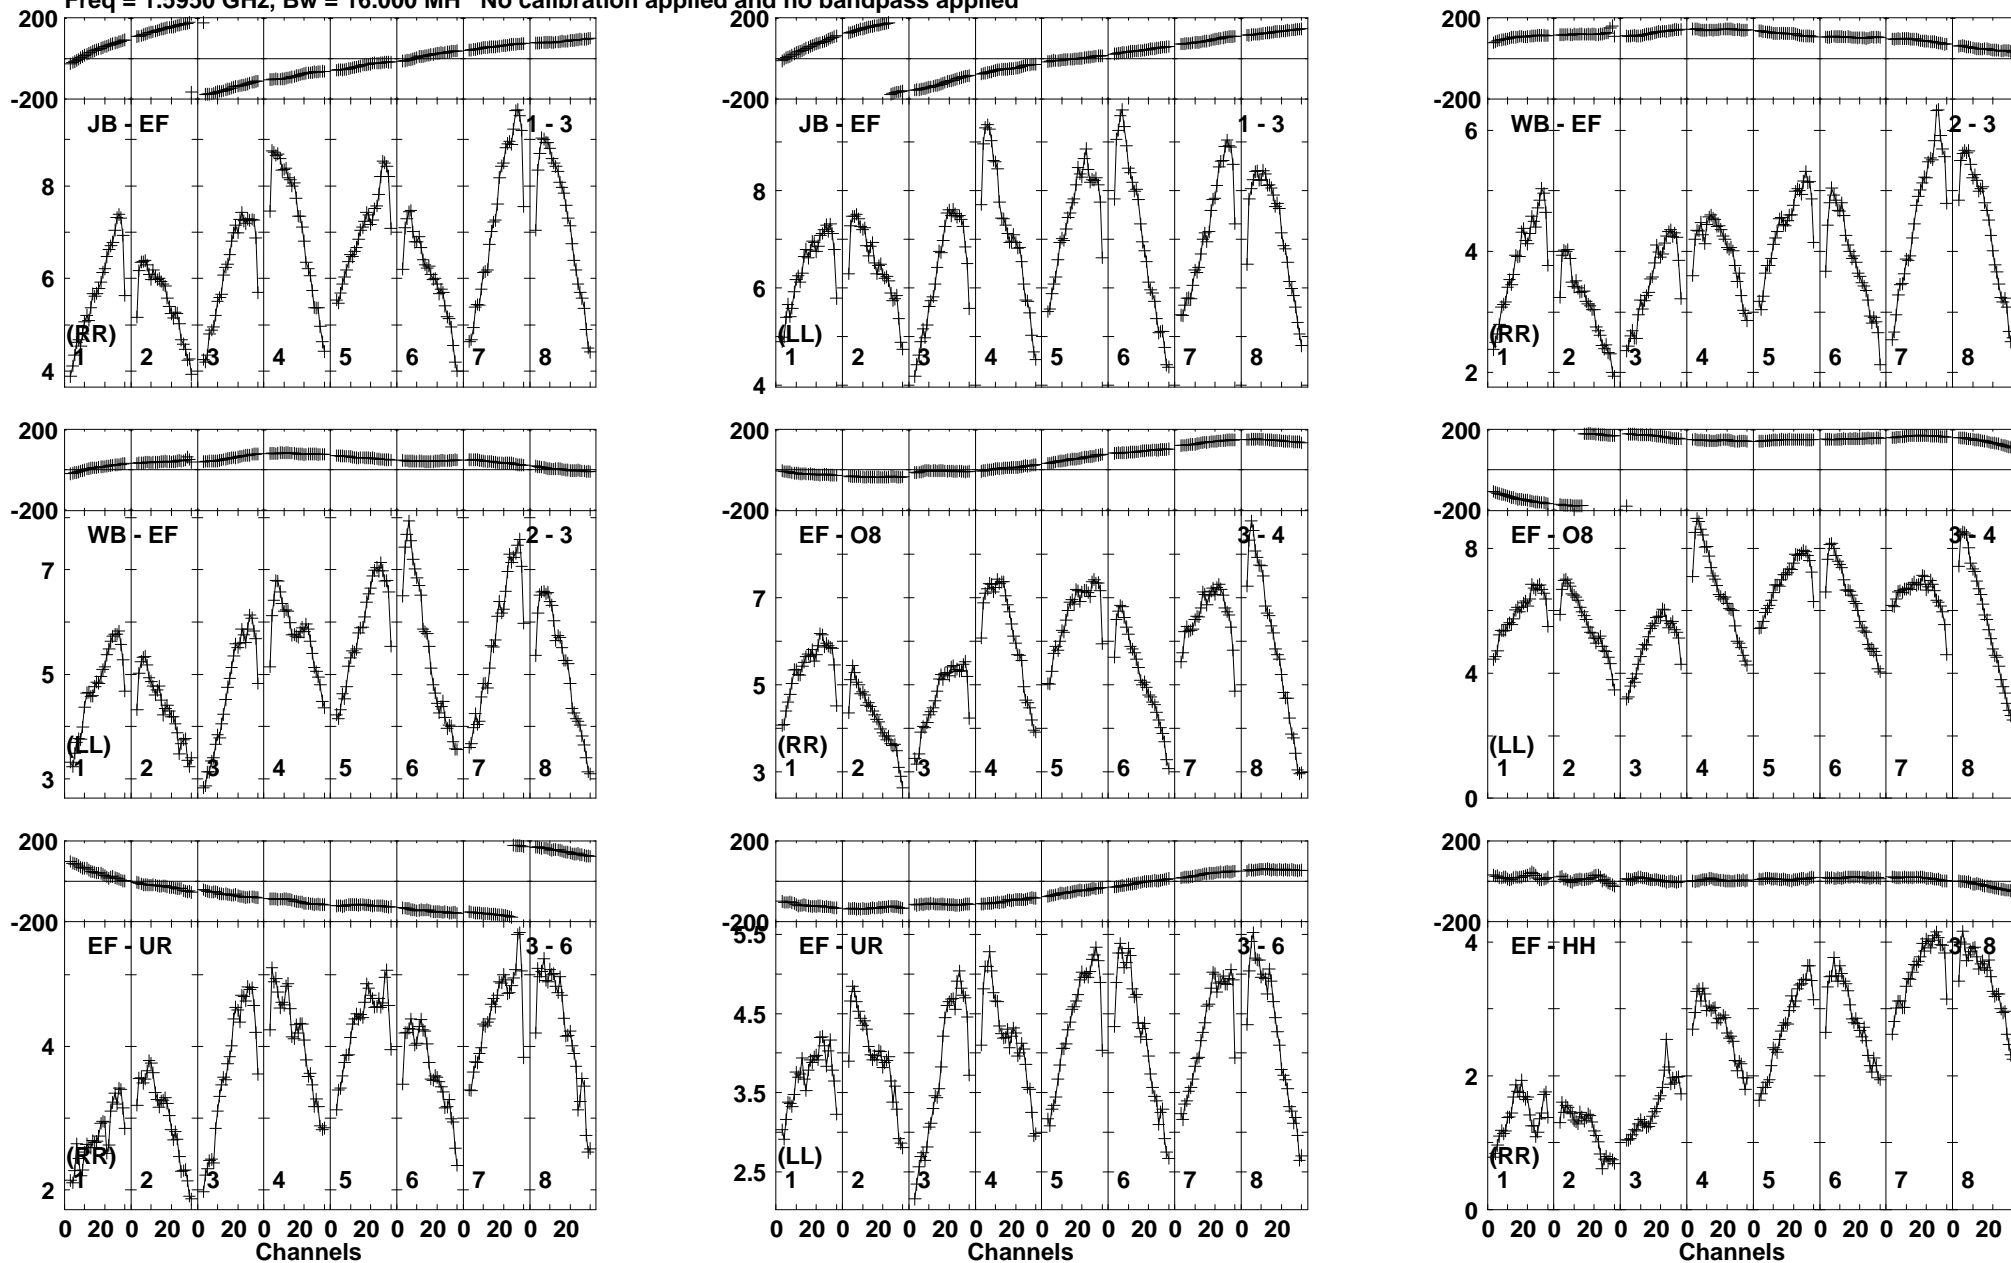 Freq = 1.5950 GHz, Bw = 16.000 MH No calibration applied and no bandpass applied
200 200 200
-200 -200 -200
JB - EF 1 - 3 JB - EF 1 - 3 WB - EF 2 - 3
8 8 6
6 6 4
4 4 2
(RR) (LL) (RR)
1 2 3 4 5 6 7 8 1 2 3 4 5 6 7 8 1 2 3 4 5 6 7 8
200 200 200
-200 -200 -200
WB - EF 2 - 3 EF - O8 3 - 4 EF - O8 3 - 4
7 7 8
5 5 4
3 3 0
(LL) (RR) (LL)
1 2 3 4 5 6 7 8 1 2 3 4 5 6 7 8 1 2 3 4 5 6 7 8
200 200 200
-200 -200 -200
EF - UR 3 - 6 EF - UR 3 - 6 EF - HH 3 - 8
4 5.5 4
2 4.5 2
3.5 0
2.5
(RR) (LL) (RR)
1 2 3 4 5 6 7 8 1 2 3 4 5 6 7 8 1 2 3 4 5 6 7 8
0 20 0 20 0 20 0 20 0 20 0 20 0 20 0 20 0 20 0 20 0 20 0 20 0 20 0 20 0 20 0 20 0 20 0 20 0 20 0 20 0 20 0 20 0 20 0 20
Channels Channels Channels